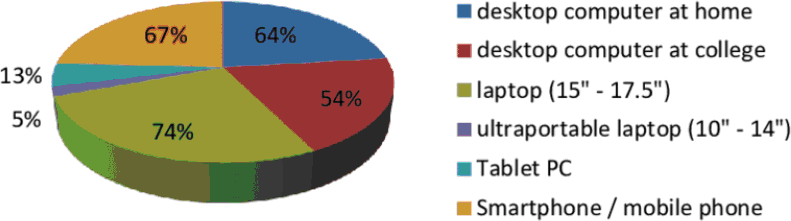 67%
64%
13%
54%
5%
74%
desktop computer at home
desktop computer at college
laptop (15" - 17.5")
ultraportable laptop (10" - 14")
Tablet PC
Smartphone / mobile phone